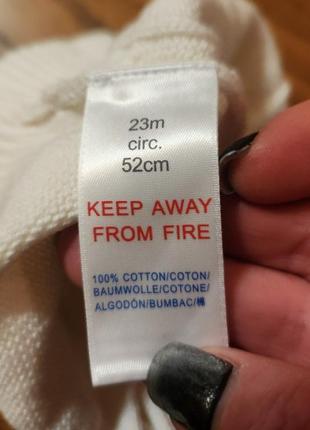 23m
circ.
52cm
KEEP AWAY
FROM FIRE
100% COTTON/COTON/
BAUMWOLLE/COTONE/
ALGODÓN/BUMBAC/棉